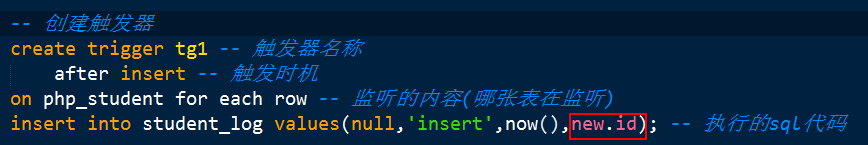 -- 创建触发器
create trigger tg1 -- 触发器名称
after insert -- 触发时机
on php_student for each row -- 监听的内容(哪张表在监听)
insert into student_log values(null,'insert',now(),new.id); -- 执行的sql代码